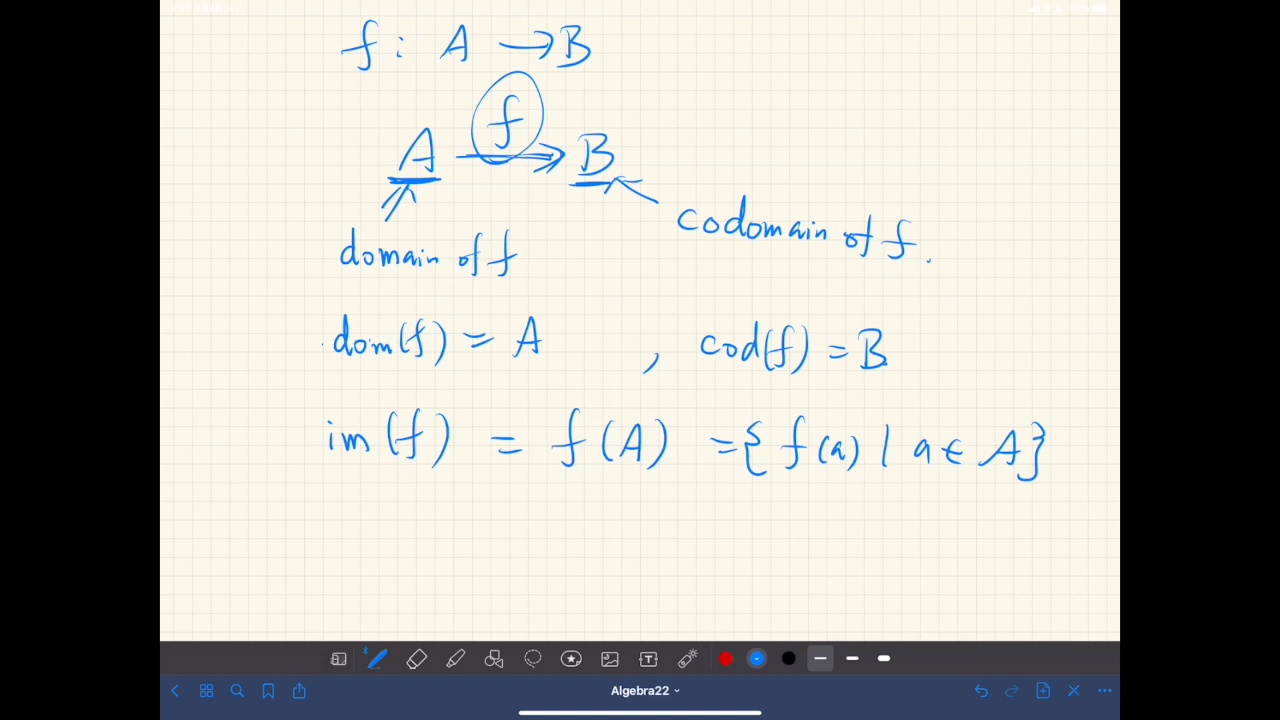 f : A → B
A f→ B
codomain of f.
domain of f
dom(f) = A , cod(f) = B
im(f) = f(A) = { f(a) | a ∈ A }
Algebra22